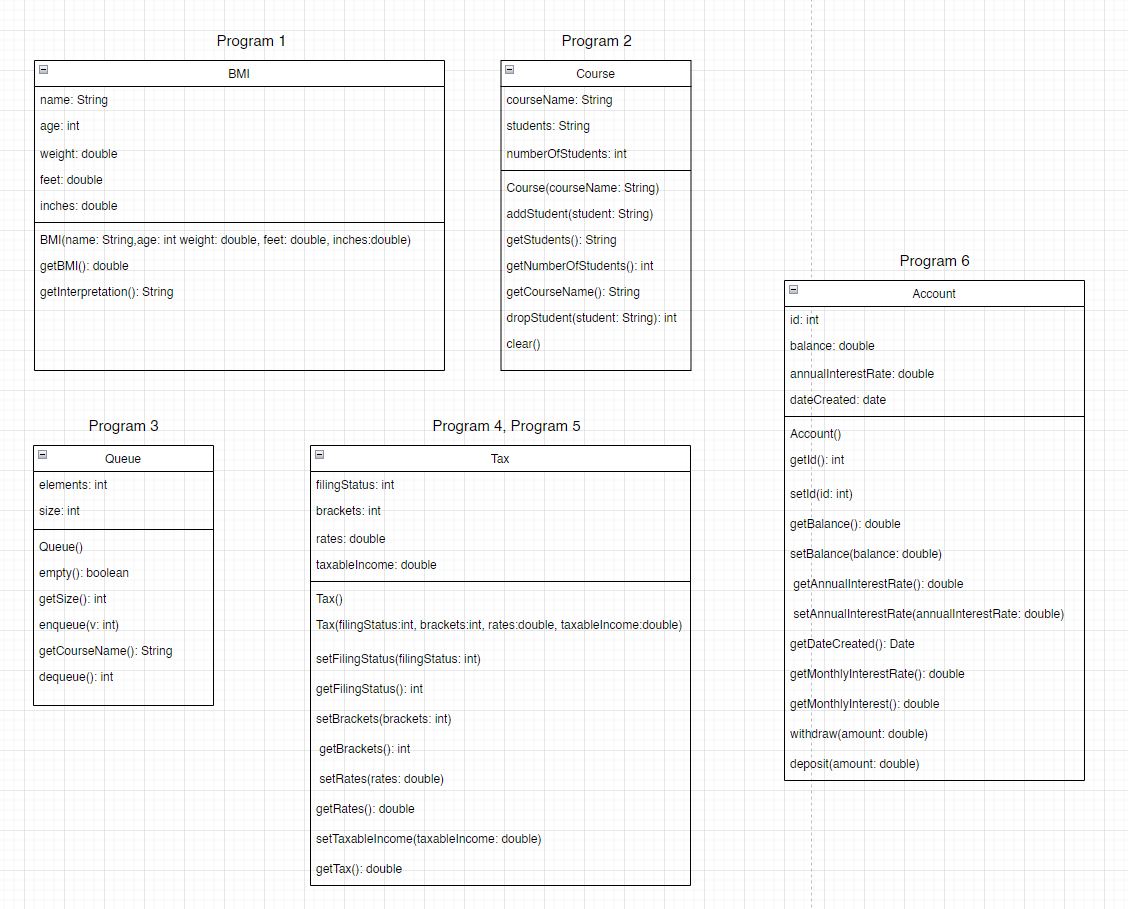 Program 1
BMI
name: String
age: int
weight: double
feet: double
inches: double
BMI(name: String,age: int weight: double, feet: double, inches:double)
getBMI(): double
getInterpretation(): String
Program 2
Course
courseName: String
students: String
numberOfStudents: int
Course(courseName: String)
addStudent(student: String)
getStudents(): String
getNumberOfStudents(): int
getCourseName(): String
dropStudent(student: String): int
clear()
Program 3
Queue
elements: int
size: int
Queue()
empty(): boolean
getSize(): int
enqueue(v: int)
getCourseName(): String
dequeue(): int
Program 4, Program 5
Tax
filingStatus: int
brackets: int
rates: double
taxableIncome: double
Tax()
Tax(filingStatus:int, brackets:int, rates:double, taxableIncome:double)
setFilingStatus(filingStatus: int)
getFilingStatus(): int
setBrackets(brackets: int)
getBrackets(): int
setRates(rates: double)
getRates(): double
setTaxableIncome(taxableIncome: double)
getTax(): double
Program 6
Account
id: int
balance: double
annualInterestRate: double
dateCreated: date
Account()
getId(): int
setId(id: int)
getBalance(): double
setBalance(balance: double)
getAnnualInterestRate(): double
setAnnualInterestRate(annualInterestRate: double)
getDateCreated(): Date
getMonthlyInterestRate(): double
getMonthlyInterest(): double
withdraw(amount: double)
deposit(amount: double)